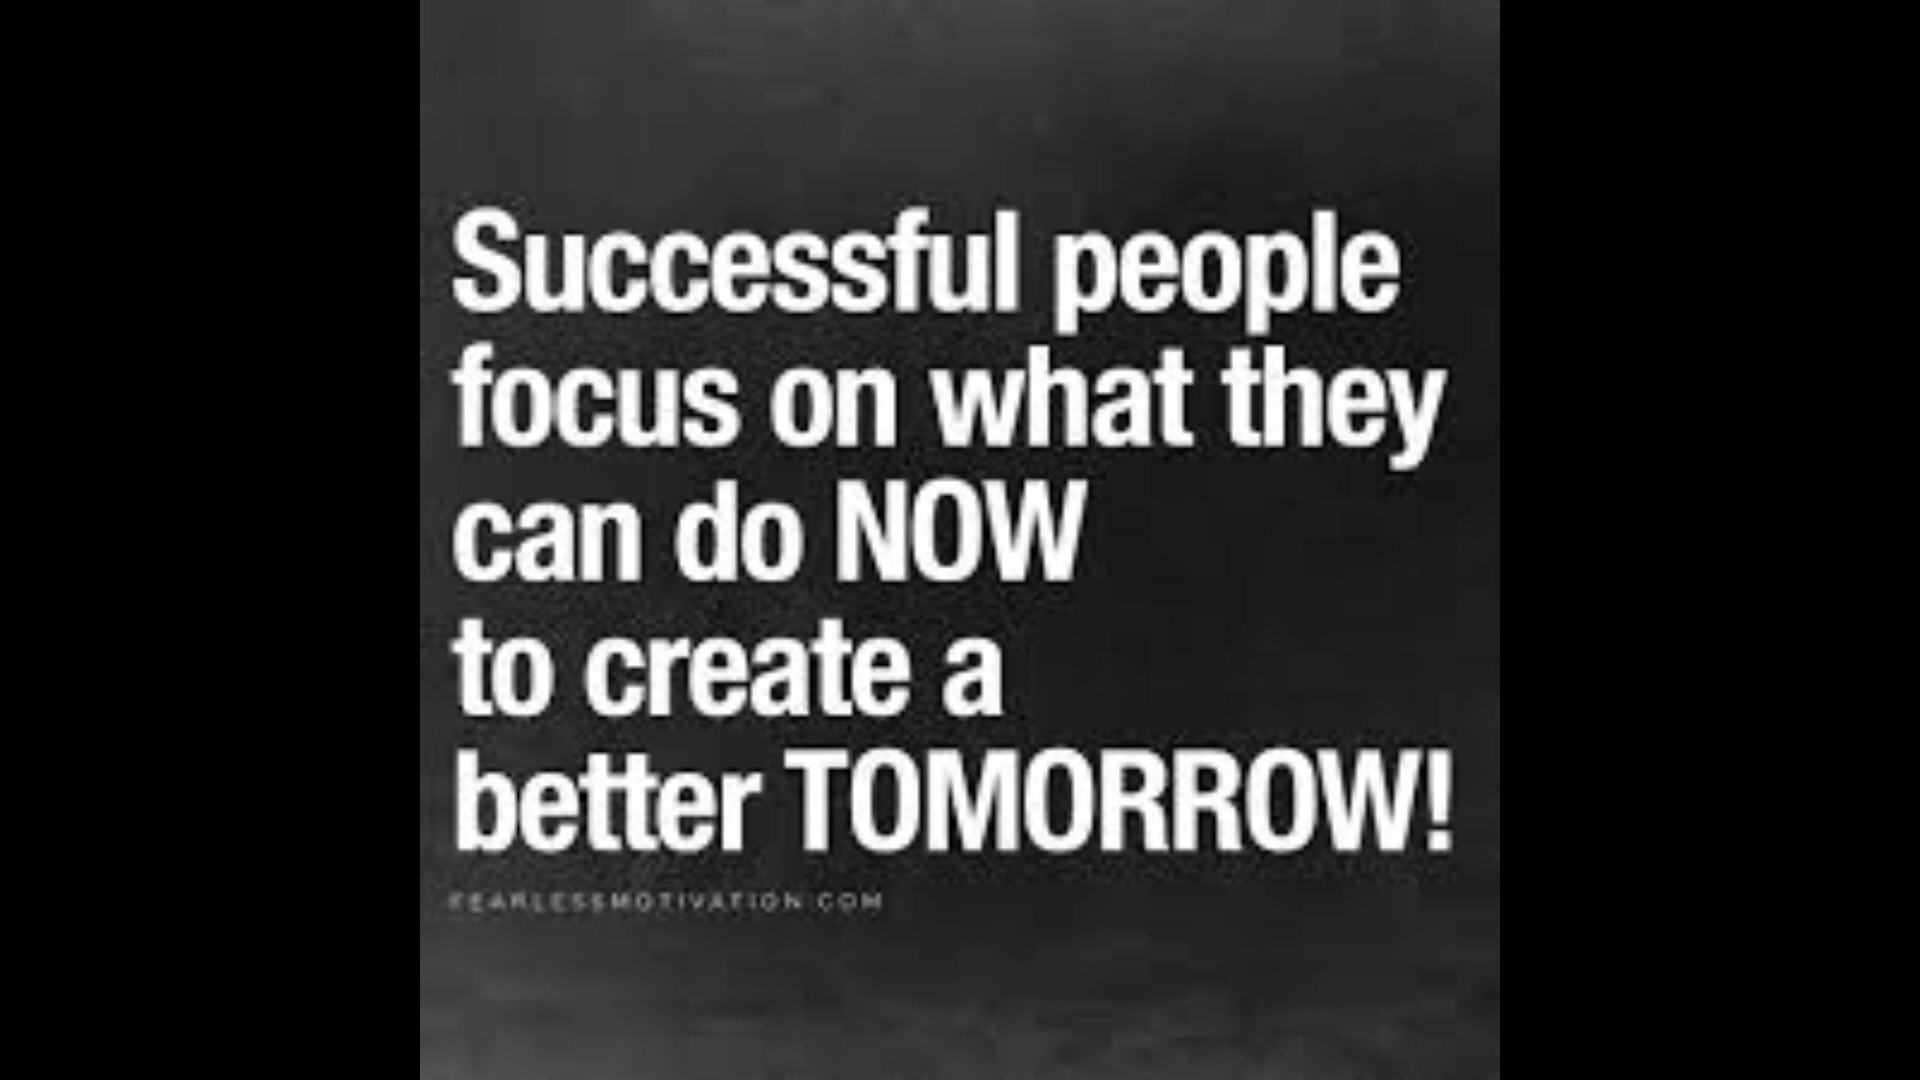 Successful people
focus on what they
can do NOW
to create a
better TOMORROW!
FEARLESSMOTIVATION.COM